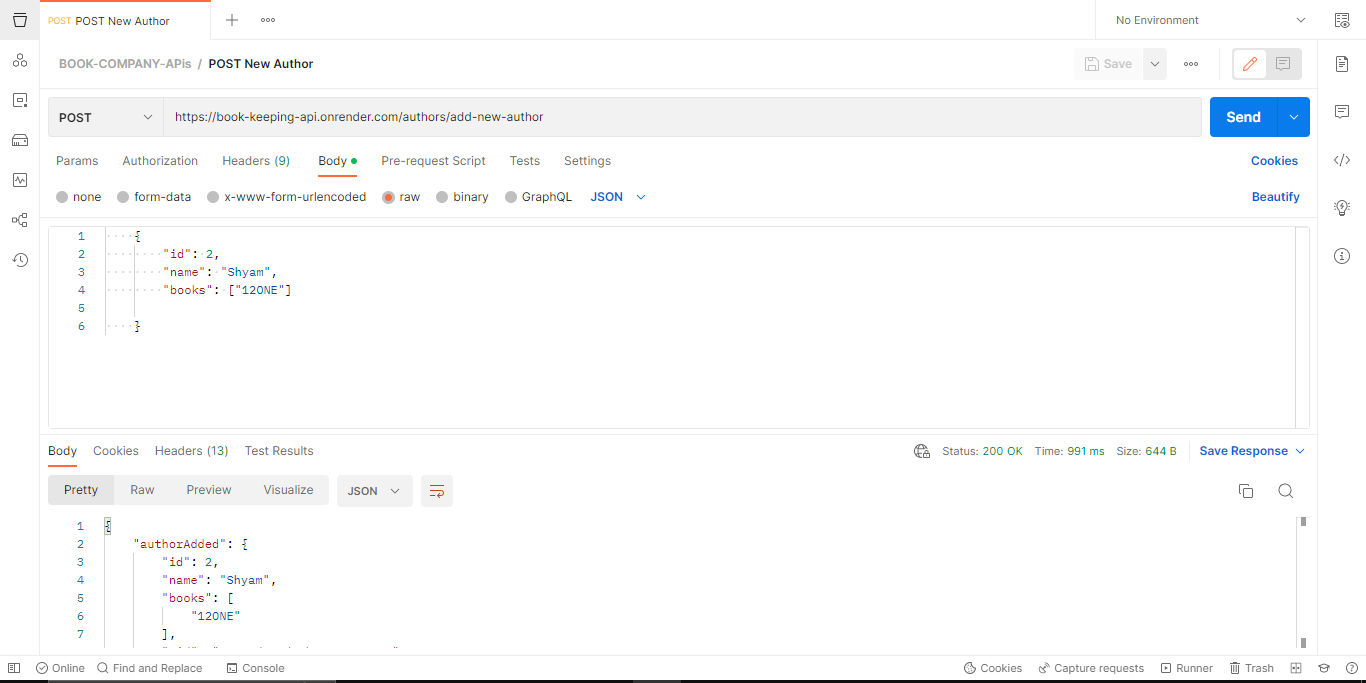 POST POST New Author
No Environment
BOOK-COMPANY-APIs / POST New Author
Save
POST
https://book-keeping-api.onrender.com/authors/add-new-author
Send
Params Authorization Headers (9) Body Pre-request Script Tests Settings Cookies
none form-data x-www-form-urlencoded raw binary GraphQL JSON Beautify
1 {
2 "id": 2,
3 "name": "Shyam",
4 "books": ["12ONE"]
5
6 }
Body Cookies Headers (13) Test Results Status: 200 OK Time: 991 ms Size: 644 B Save Response
Pretty Raw Preview Visualize JSON
1 {
2 "authorAdded": {
3 "id": 2,
4 "name": "Shyam",
5 "books": [
6 "12ONE"
7 ],
Online Find and Replace Console Cookies Capture requests Runner Trash